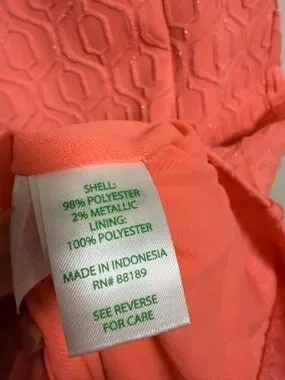 SHELL:
98% POLYESTER
2% METALLIC
LINING:
100% POLYESTER
MADE IN INDONESIA
RN# 88189
SEE REVERSE
FOR CARE